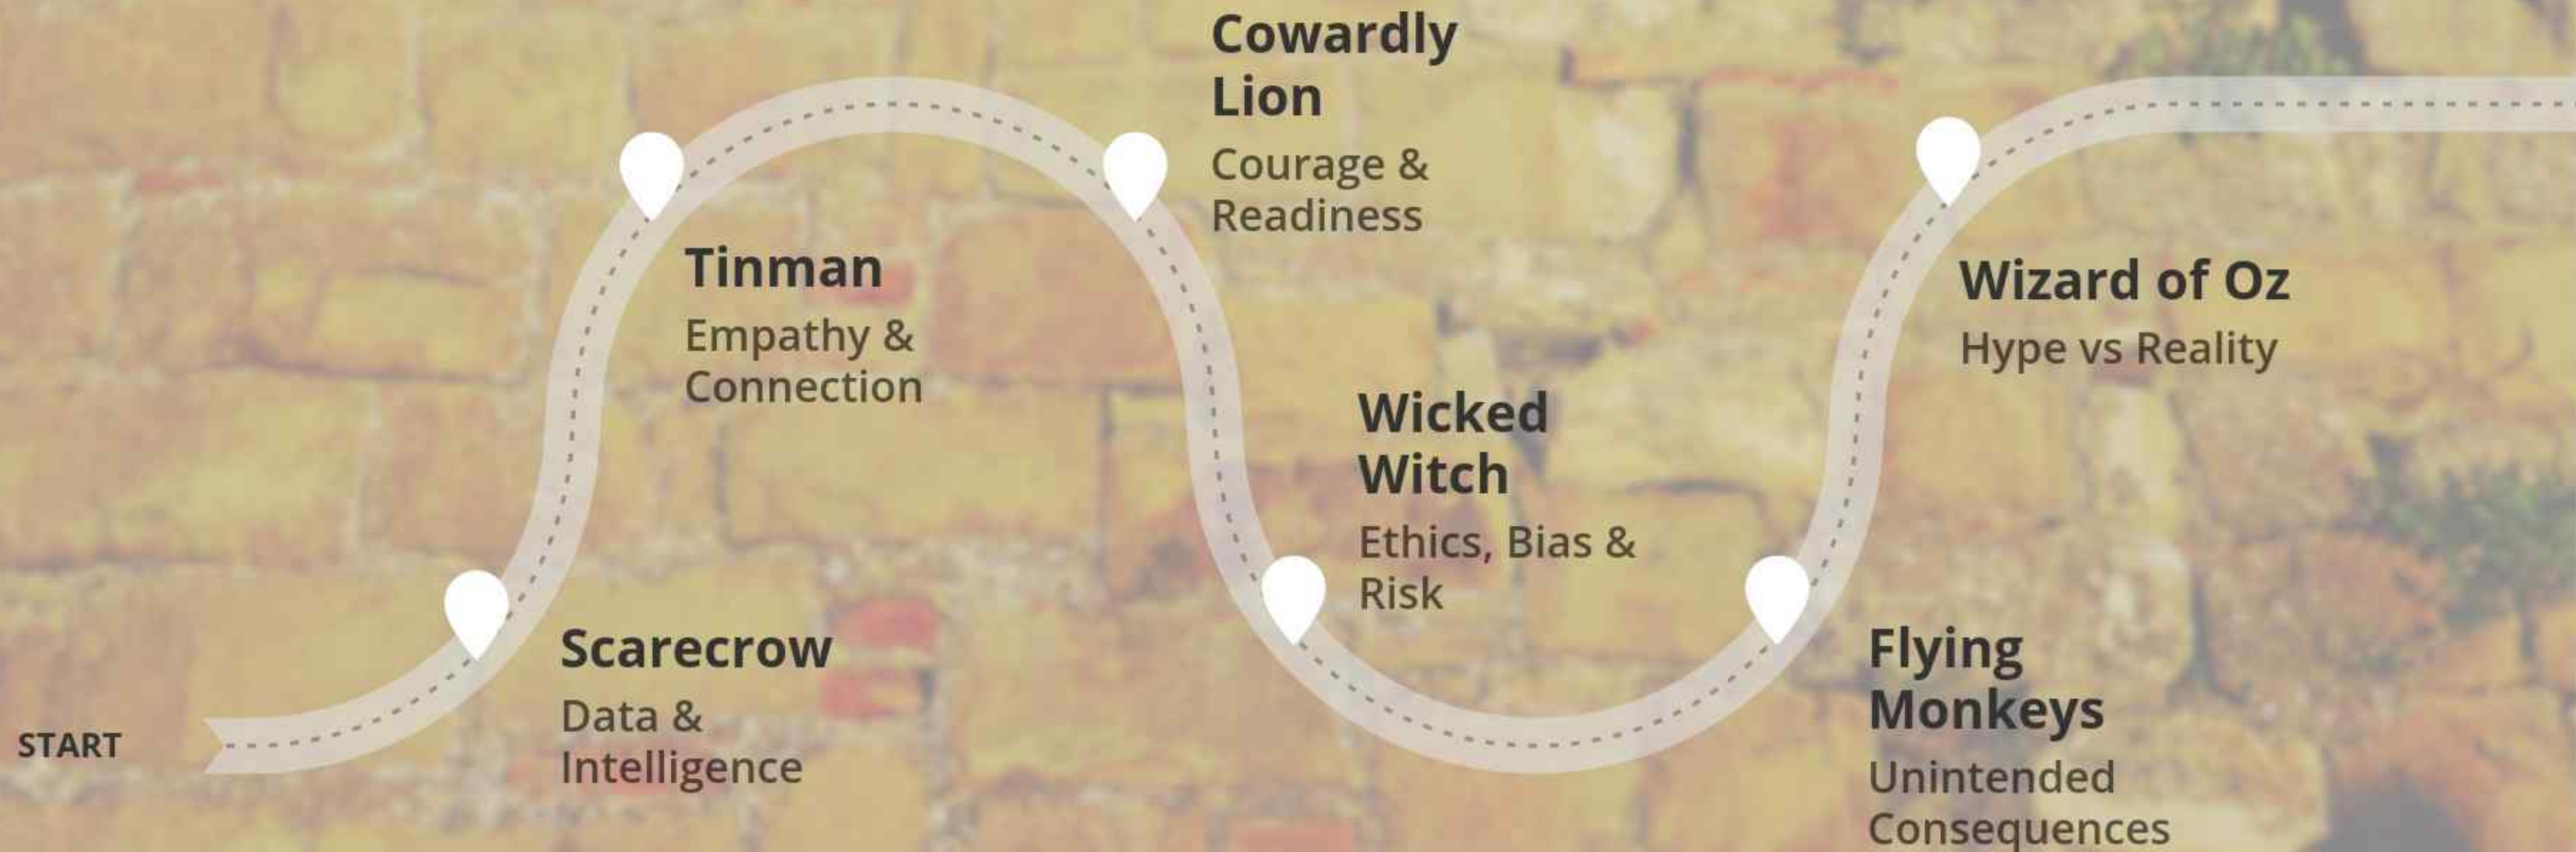 START
Scarecrow
Data &
Intelligence
Tinman
Empathy &
Connection
Cowardly
Lion
Courage &
Readiness
Wicked
Witch
Ethics, Bias &
Risk
Flying
Monkeys
Unintended
Consequences
Wizard of Oz
Hype vs Reality